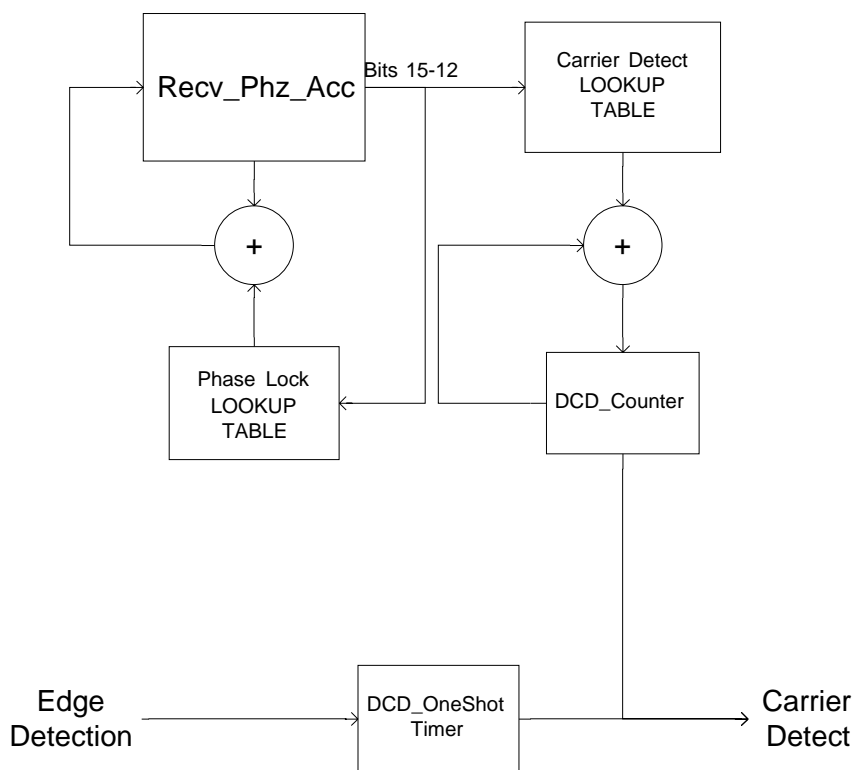 Recv_Phz_Acc
Bits 15-12
Carrier Detect
LOOKUP
TABLE
+
+
Phase Lock
LOOKUP
TABLE
DCD_Counter
Edge
Detection
DCD_OneShot
Timer
Carrier
Detect